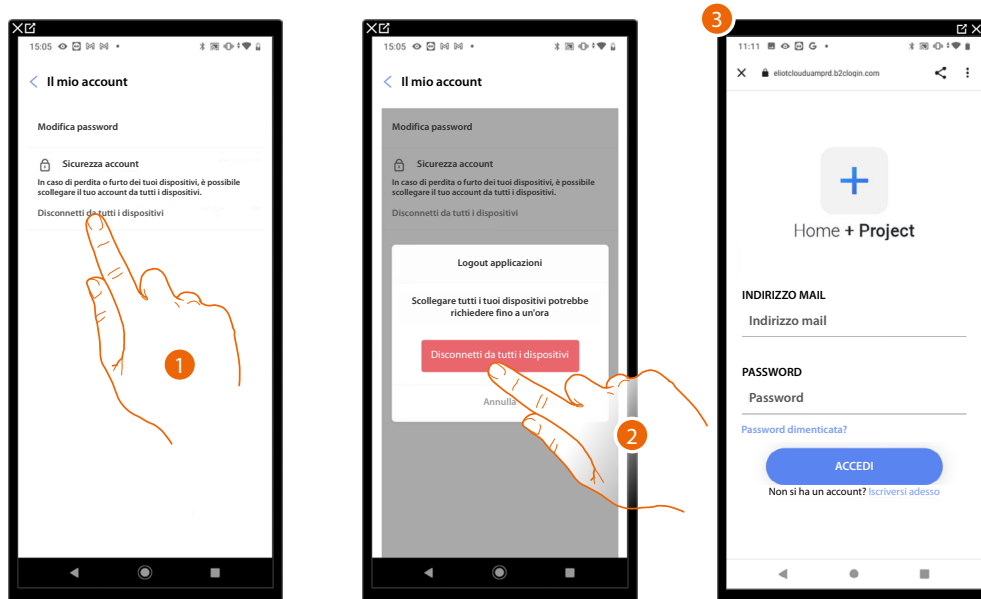 15:05
Il mio account
Modifica password
Sicurezza account
In caso di perdita o furto dei tuoi dispositivi, è possibile
scollegare il tuo account da tutti i dispositivi.
Disconnetti da tutti i dispositivi
1
15:05
Il mio account
Modifica password
Sicurezza account
In caso di perdita o furto dei tuoi dispositivi, è possibile
scollegare il tuo account da tutti i dispositivi.
Disconnetti da tutti i dispositivi
Logout applicazioni
Scollegare tutti i tuoi dispositivi potrebbe
richiedere fino a un'ora
Disconnetti da tutti i dispositivi
Annulla
2
3
11:11 G
eliotclouduamprd.b2clogin.com
Home + Project
INDIRIZZO MAIL
Indirizzo mail
PASSWORD
Password
Password dimenticata?
ACCEDI
Non si ha un account? Iscriversi adesso